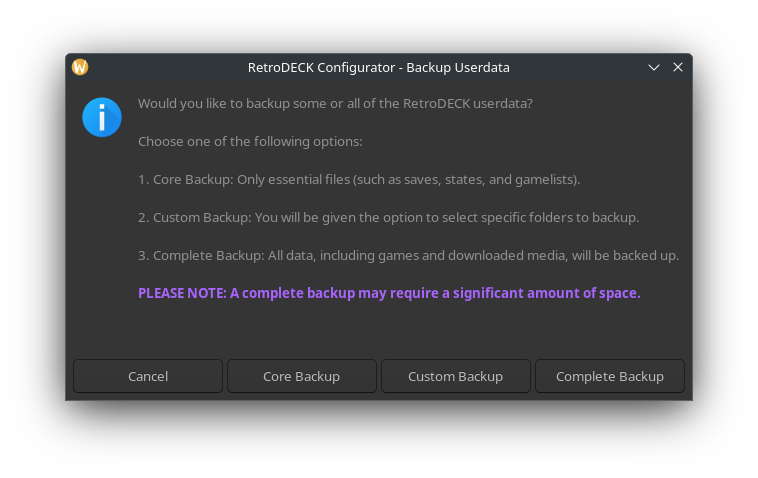 RetroDECK Configurator - Backup Userdata
Would you like to backup some or all of the RetroDECK userdata?
Choose one of the following options:
1. Core Backup: Only essential files (such as saves, states, and gamelists).
2. Custom Backup: You will be given the option to select specific folders to backup.
3. Complete Backup: All data, including games and downloaded media, will be backed up.
PLEASE NOTE: A complete backup may require a significant amount of space.
Cancel
Core Backup
Custom Backup
Complete Backup